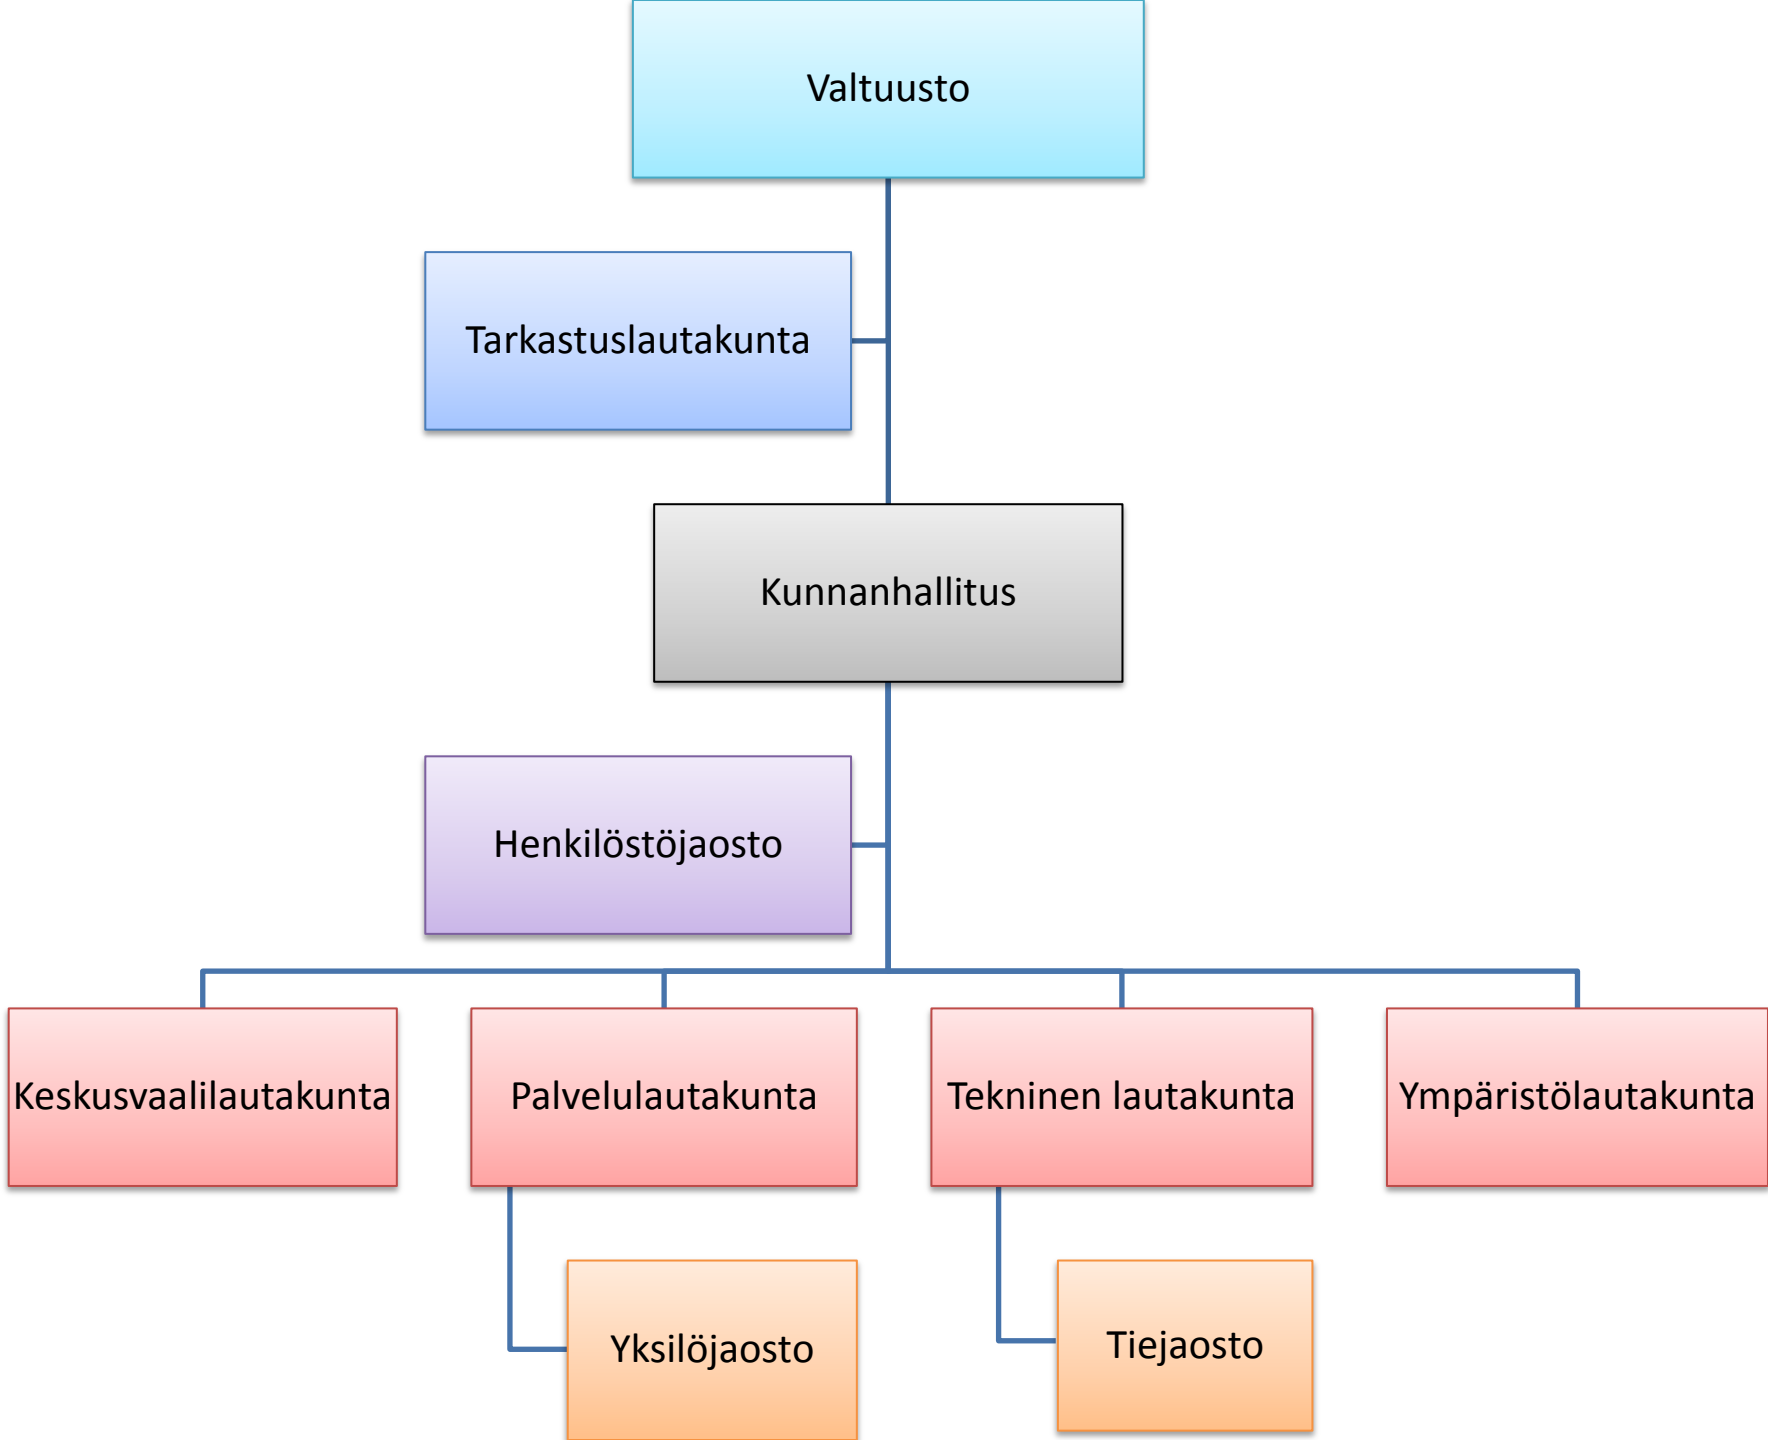 Valtuusto
Tarkastuslautakunta
Kunnanhallitus
Henkilöstöjaosto
Keskusvaalilautakunta
Palvelulautakunta
Tekninen lautakunta
Ympäristölautakunta
Yksilöjaosto
Tiejaosto